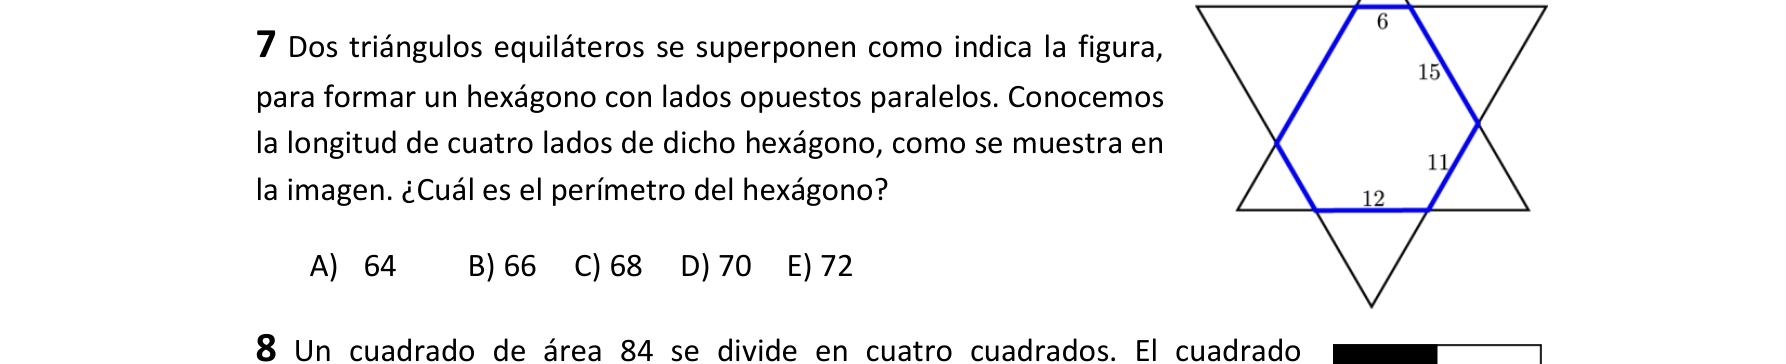 7 Dos triángulos equiláteros se superponen como indica la figura,
para formar un hexágono con lados opuestos paralelos. Conocemos
la longitud de cuatro lados de dicho hexágono, como se muestra en
la imagen. ¿Cuál es el perímetro del hexágono?
A) 64 B) 66 C) 68 D) 70 E) 72
6
15
11
12
8 Un cuadrado de área 84 se divide en cuatro cuadrados. El cuadrado